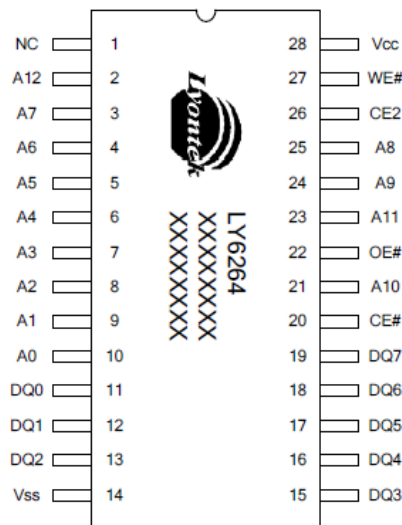 NC 1 28 Vcc
A12 2 27 WE#
A7 3 26 CE2
A6 4 25 A8
A5 5 24 A9
A4 6 23 A11
A3 7 22 OE#
A2 8 21 A10
A1 9 20 CE#
A0 10 19 DQ7
DQ0 11 18 DQ6
DQ1 12 17 DQ5
DQ2 13 16 DQ4
Vss 14 15 DQ3
Lyontek
LY6264
XXXXXXXX
XXXXXXXX